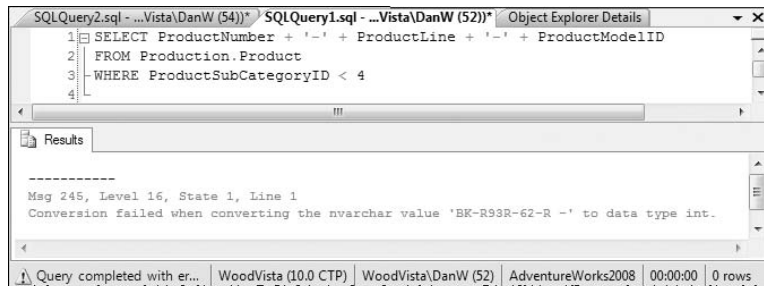 SQLQuery2.sql - ...Vista\DanW (54))* SQLQuery1.sql - ...Vista\DanW (52))* Object Explorer Details
1 SELECT ProductNumber + '-' + ProductLine + '-' + ProductModelID
2 FROM Production.Product
3 WHERE ProductSubCategoryID < 4
4
Results
-----------
Msg 245, Level 16, State 1, Line 1
Conversion failed when converting the nvarchar value 'BK-R93R-62-R -' to data type int.
Query completed with er... WoodVista (10.0 CTP) WoodVista\DanW (52) AdventureWorks2008 00:00:00 0 rows